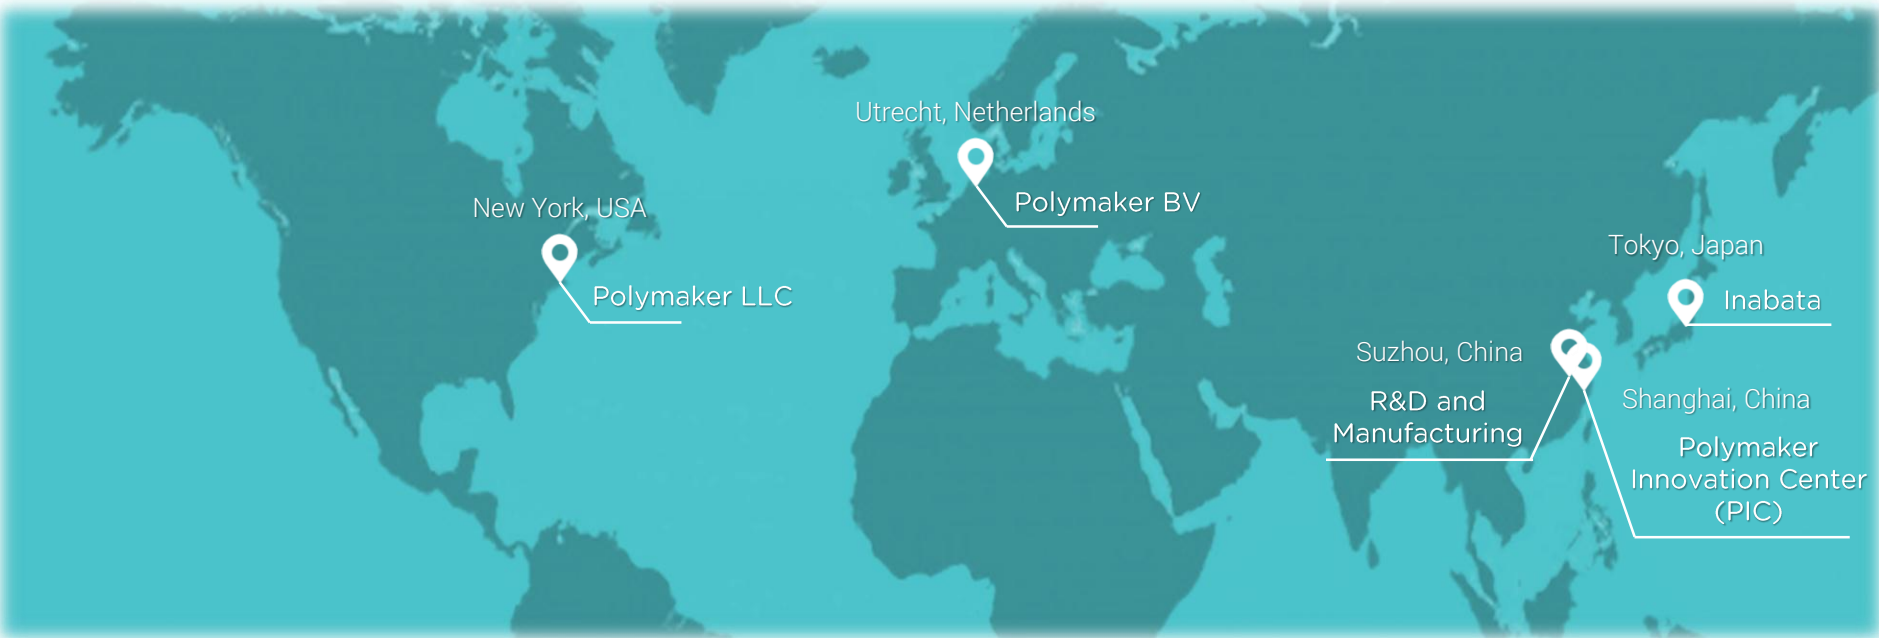 Utrecht, Netherlands
Polymaker BV
New York, USA
Polymaker LLC
Tokyo, Japan
Inabata
Suzhou, China
R&D and
Manufacturing
Shanghai, China
Polymaker
Innovation Center
(PIC)